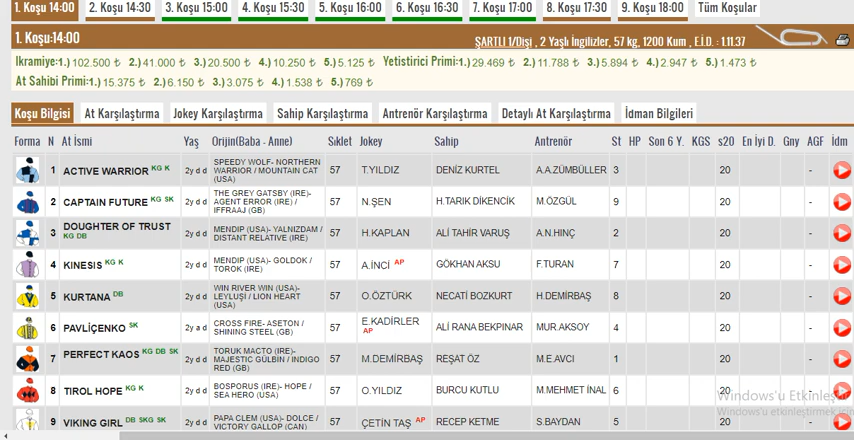 1. Koşu 14:00 2. Koşu 14:30 3. Koşu 15:00 4. Koşu 15:30 5. Koşu 16:00 6. Koşu 16:30 7. Koşu 17:00 8. Koşu 17:30 9. Koşu 18:00 Tüm Koşular
1. Koşu:14:00 ŞARTLI 1/Dişi , 2 Yaşlı İngilizler, 57 kg, 1200 Kum , E.İ.D. : 1.11.37
Ikramiye:1.) 102.500 ₺ 2.) 41.000 ₺ 3.) 20.500 ₺ 4.) 10.250 ₺ 5.) 5.125 ₺ Yetistirici Primi:1.) 29.469 ₺ 2.) 11.788 ₺ 3.) 5.894 ₺ 4.) 2.947 ₺ 5.) 1.473 ₺
At Sahibi Primi:1.) 15.375 ₺ 2.) 6.150 ₺ 3.) 3.075 ₺ 4.) 1.538 ₺ 5.) 769 ₺
Koşu Bilgisi At Karşılaştırma Jokey Karşılaştırma Sahip Karşılaştırma Antrenör Karşılaştırma Detaylı At Karşılaştırma İdman Bilgileri
Forma N At İsmi Yaş Orijin(Baba - Anne) Sıklet Jokey Sahip Antrenör St HP Son 6 Y. KGS s20 En İyi D. Gny AGF İdm
1 ACTIVE WARRIOR KG K 2y d d SPEEDY WOLF- NORTHERN WARRIOR / MOUNTAIN CAT (USA) 57 T.YILDIZ DENİZ KURTEL A.A.ZÜMBÜLLER 3 20 -
2 CAPTAIN FUTURE KG SK 2y d d THE GREY GATSBY (IRE)- AGENT ERROR (IRE) / IFFRAAJ (GB) 57 N.ŞEN H.TARIK DİKENCİK M.ÖZGÜL 9 20 -
3 DOUGHTER OF TRUST KG DB 2y d d MENDIP (USA)- YALNIZDAM / DISTANT RELATIVE (IRE) 57 H.KAPLAN ALİ TAHİR VARUŞ A.N.HINÇ 2 20 -
4 KINESIS KG K 2y d d MENDIP (USA)- GOLDOK / TOROK (IRE) 57 A.İNCİ AP GÖKHAN AKSU F.TURAN 7 20 -
5 KURTANA DB 2y a d WIN RIVER WIN (USA)- LEYLUŞİ / LION HEART (USA) 57 O.ÖZTÜRK NECATİ BOZKURT H.DEMİRBAŞ 8 20 -
6 PAVLİÇENKO SK 2y a d CROSS FIRE- ASETON / SHINING STEEL (GB) 57 E.KADİRLER AP ALİ RANA BEKPINAR MUR.AKSOY 4 20 -
7 PERFECT KAOS KG DB SK 2y a d TORUK MACTO (IRE)- MAJESTIC GÜLBİN / INDIGO RED (GB) 57 M.DEMİRBAŞ REŞAT ÖZ M.E.AVCI 1 20 -
8 TIROL HOPE KG K 2y d d BOSPORUS (IRE)- HOPE / SEA HERO (USA) 57 O.YILDIZ BURCU KUTLU M.MEHMET İNAL 6 20 -
9 VIKING GIRL DB SKG SK 2y a d PAPA CLEM (USA)- DOLCE / VICTORY GALLOP (CAN) 57 ÇETİN TAŞ AP RECEP KETME S.BAYDAN 5 20 -
Windows'u Etkinleştir
Windows'u etkinleştirmek için